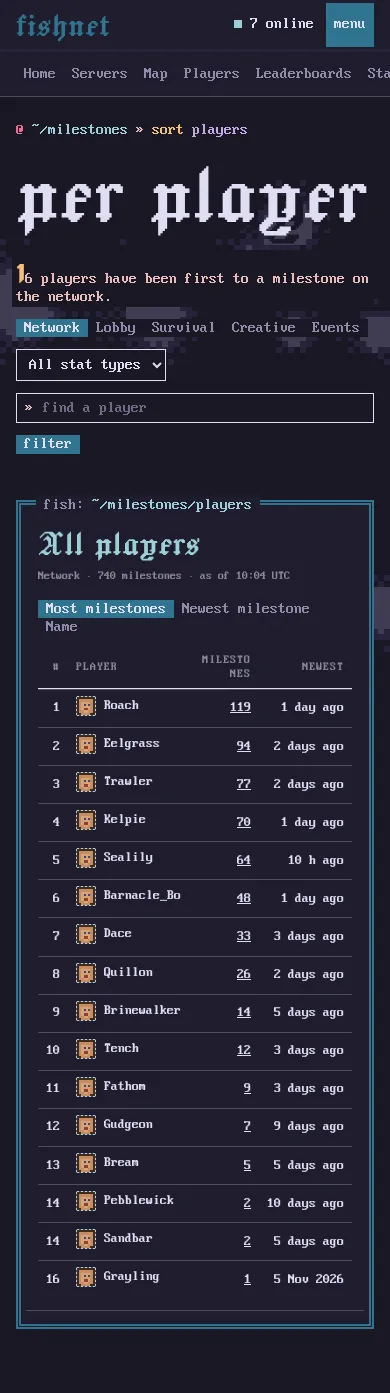 fishnet
7 online
menu
Home Servers Map Players Leaderboards Sta
@ ~/milestones » sort players
per player
16 players have been first to a milestone on
the network.
Network Lobby Survival Creative Events
All stat types
» find a player
filter
fish: ~/milestones/players
All players
Network · 740 milestones · as of 10:04 UTC
Most milestones Newest milestone
Name
# PLAYER MILESTO
NES NEWEST
1 Roach 119 1 day ago
2 Eelgrass 94 2 days ago
3 Trawler 77 2 days ago
4 Kelpie 70 1 day ago
5 Sealily 64 10 h ago
6 Barnacle_Bo 48 1 day ago
7 Dace 33 3 days ago
8 Quillon 26 2 days ago
9 Brinewalker 14 5 days ago
10 Tench 12 3 days ago
11 Fathom 9 3 days ago
12 Gudgeon 7 9 days ago
13 Bream 5 5 days ago
14 Pebblewick 2 10 days ago
14 Sandbar 2 5 days ago
16 Grayling 1 5 Nov 2026